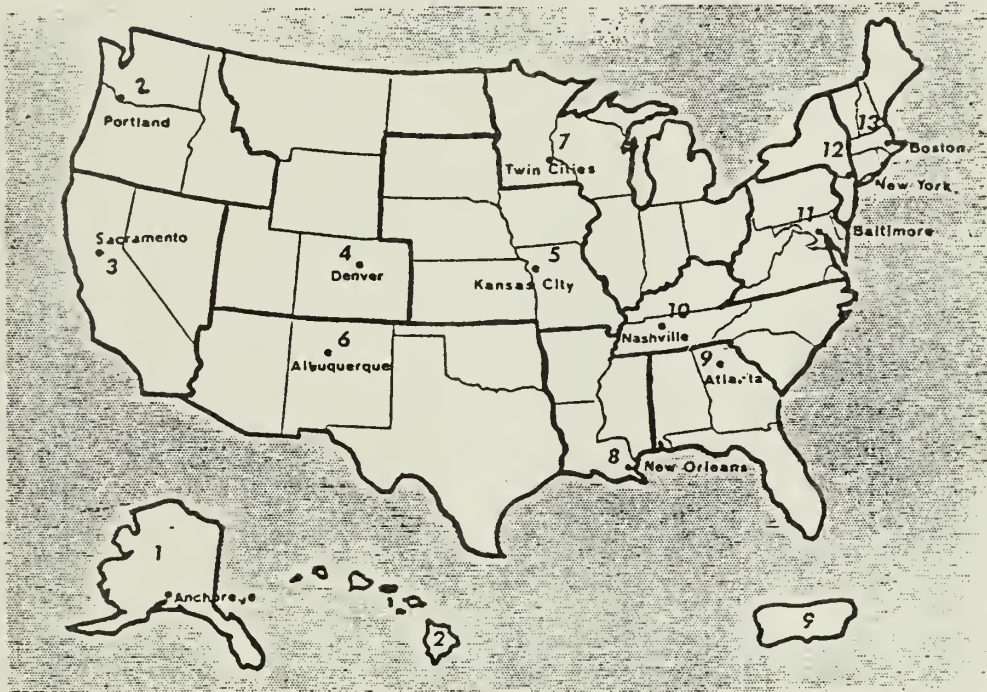 2
Portland
7
Twin Cities
13
12
Boston
New York
11
Baltimore
Sacramento
3
4
Denver
5
Kansas City
10
Nashville
6
Albuquerque
9
Atlanta
8
New Orleans
1
1
2
9